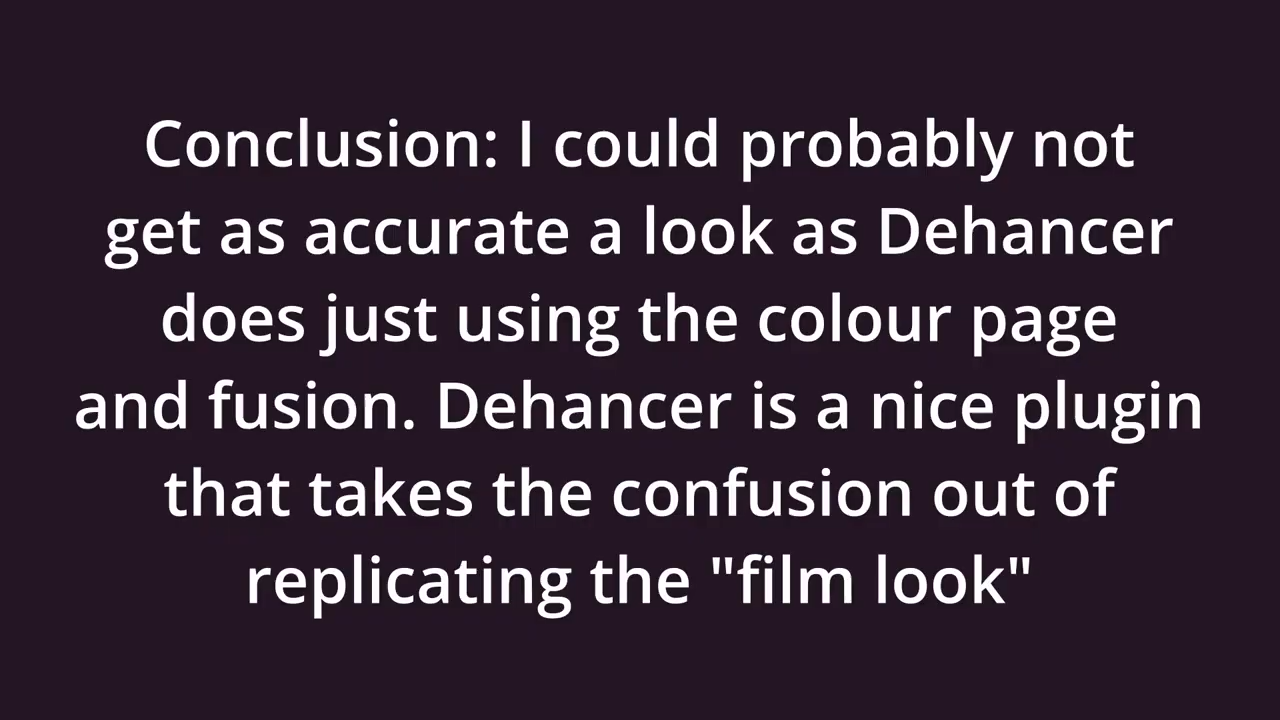 Conclusion: I could probably not
get as accurate a look as Dehancer
does just using the colour page
and fusion. Dehancer is a nice plugin
that takes the confusion out of
replicating the "film look"